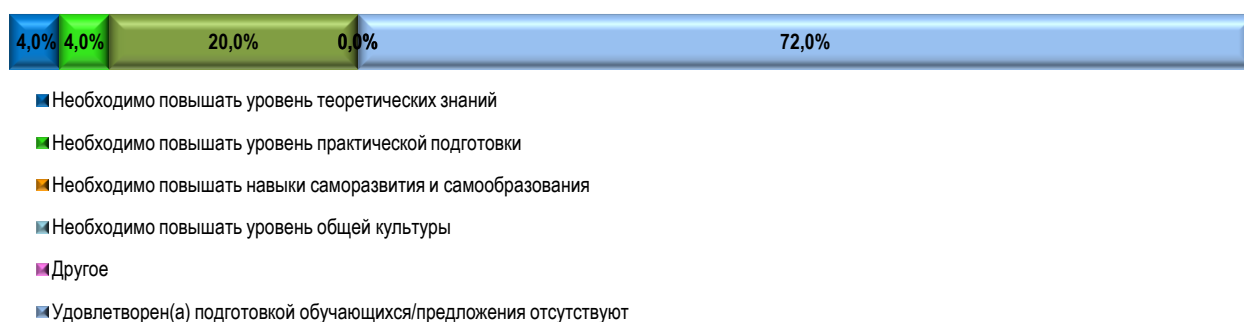 4,0% 4,0% 20,0% 0,0% 72,0%
Необходимо повышать уровень теоретических знаний
Необходимо повышать уровень практической подготовки
Необходимо повышать навыки саморазвития и самообразования
Необходимо повышать уровень общей культуры
Другое
Удовлетворен(а) подготовкой обучающихся/предложения отсутствуют